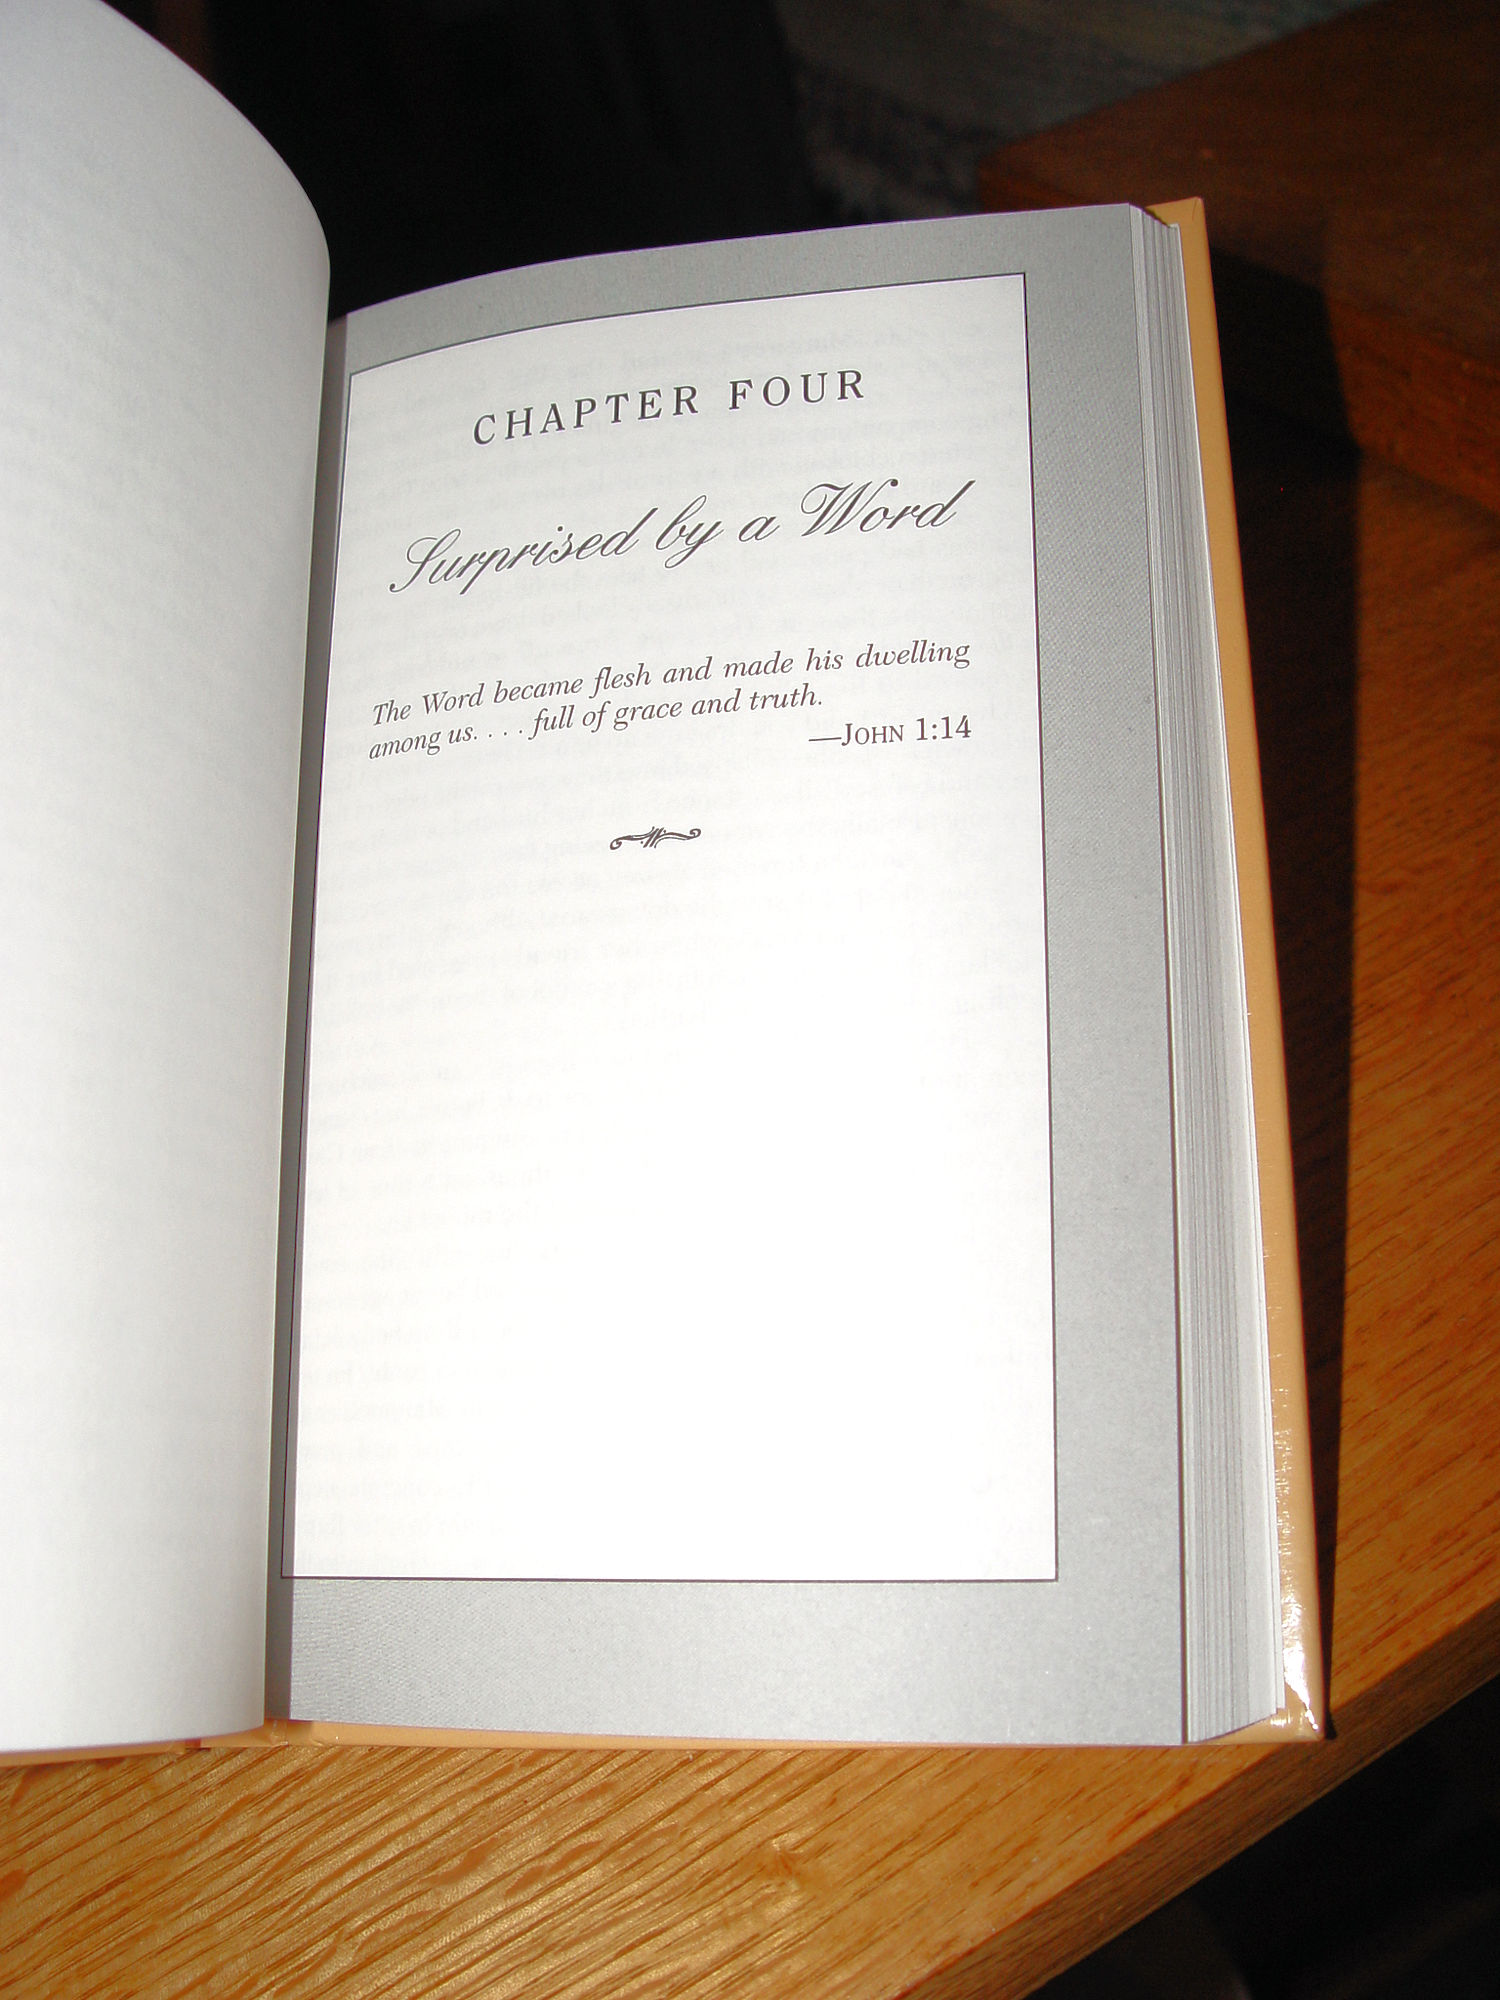 CHAPTER FOUR
Surprised by a Word
The Word became flesh and made his dwelling
among us. . . . full of grace and truth.
—JOHN 1:14